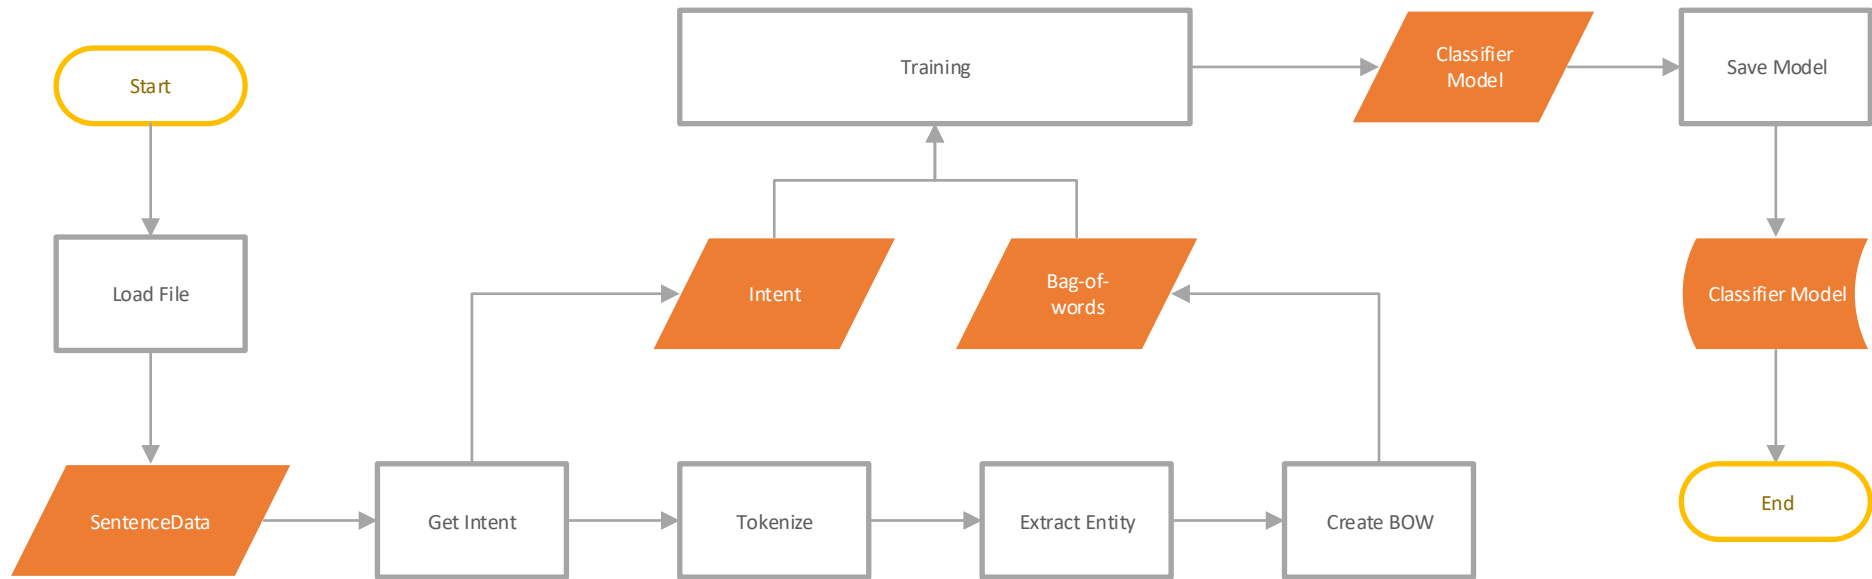 Start
Load File
SentenceData
Get Intent
Tokenize
Extract Entity
Create BOW
Intent
Bag-of-
words
Training
Classifier
Model
Save Model
Classifier Model
End